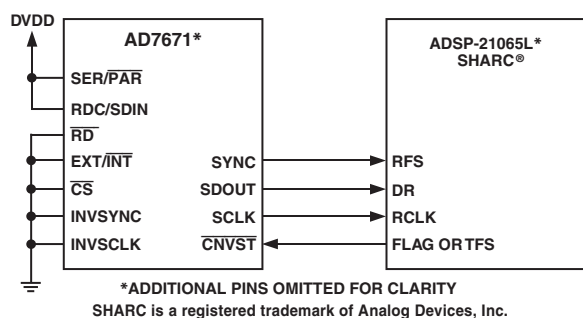 DVDD
AD7671*
SER/PAR
RDC/SDIN
RD
EXT/INT
CS
INVSYNC
INVSCLK
SYNC
SDOUT
SCLK
CNVST
ADSP-21065L*
SHARC®
RFS
DR
RCLK
FLAG OR TFS
*ADDITIONAL PINS OMITTED FOR CLARITY
SHARC is a registered trademark of Analog Devices, Inc.